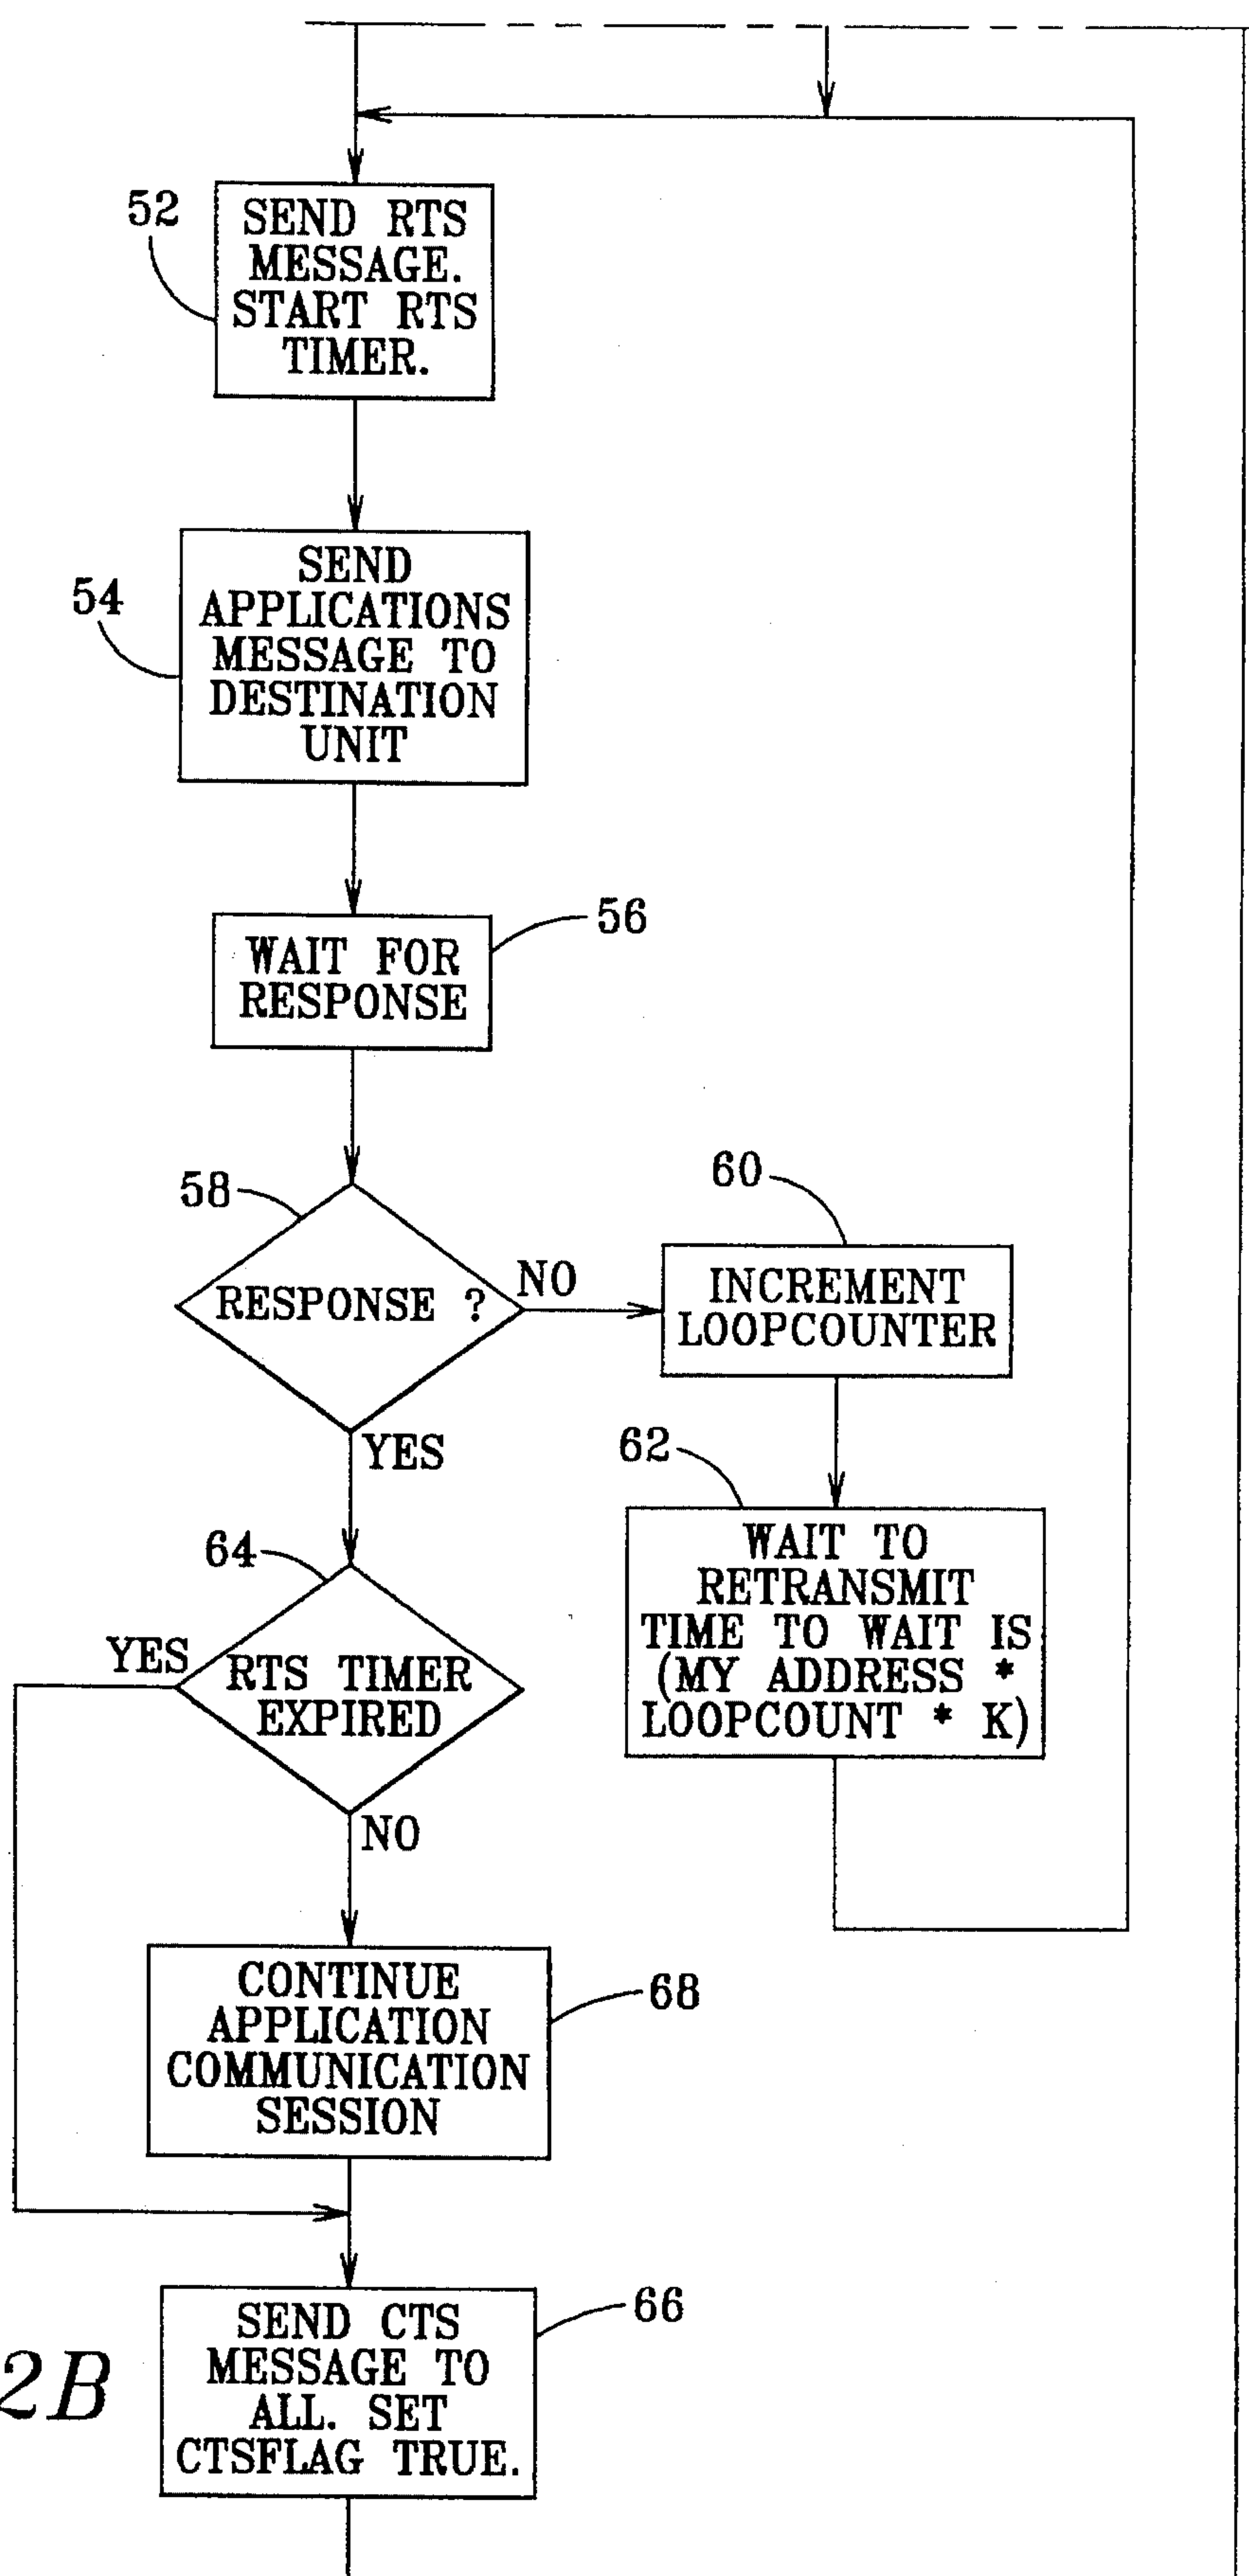 52
SEND RTS
MESSAGE.
START RTS
TIMER.
54
SEND
APPLICATIONS
MESSAGE TO
DESTINATION
UNIT
56
WAIT FOR
RESPONSE
58
RESPONSE ?
NO
YES
60
INCREMENT
LOOPCOUNTER
62
WAIT TO
RETRANSMIT
TIME TO WAIT IS
(MY ADDRESS *
LOOPCOUNT * K)
64
YES
RTS TIMER
EXPIRED
NO
68
CONTINUE
APPLICATION
COMMUNICATION
SESSION
66
SEND CTS
MESSAGE TO
ALL. SET
CTSFLAG TRUE.
2B